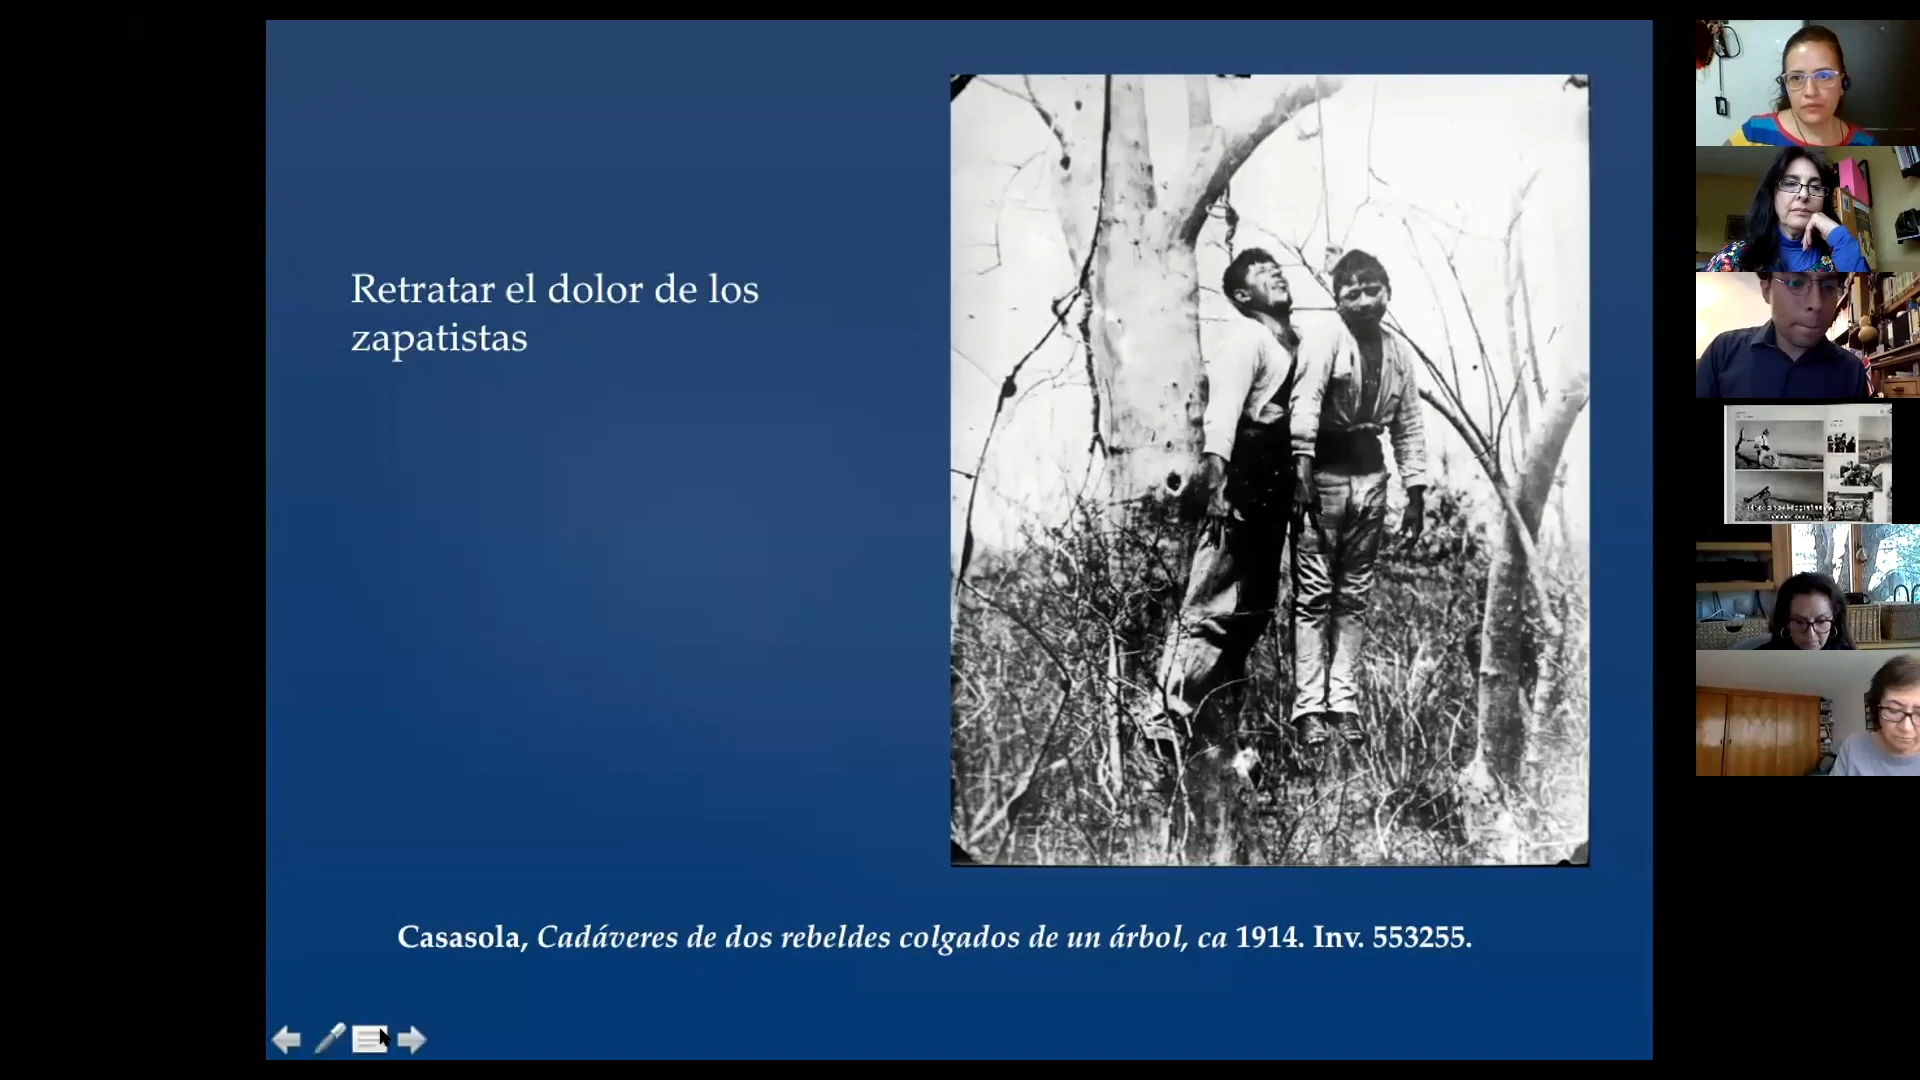 Retratar el dolor de los
zapatistas
Casasola, Cadáveres de dos rebeldes colgados de un árbol, ca 1914. Inv. 553255.